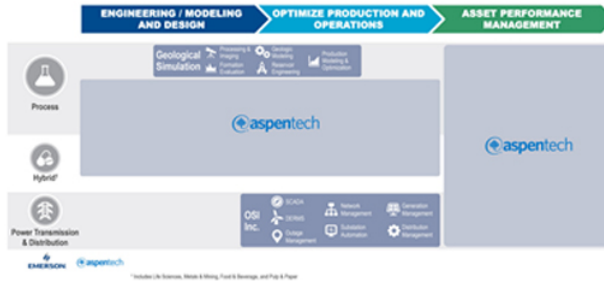 ENGINEERING / MODELING
AND DESIGN
OPTIMIZE PRODUCTION AND
OPERATIONS
ASSET PERFORMANCE
MANAGEMENT
Process
Geological
Simulation
Processing &
Imaging
Formation
Evaluation
Geologic
Modeling
Reservoir
Engineering
Production
Modeling &
Optimization
aspentech
aspentech
Hybrid¹
Power Transmission
& Distribution
OSI
Inc.
SCADA
DERMS
Outage
Management
Network
Management
Substation
Automation
Generation
Management
Distribution
Management
EMERSON
aspentech
¹ Includes Life Sciences, Metals & Mining, Food & Beverage, and Pulp & Paper